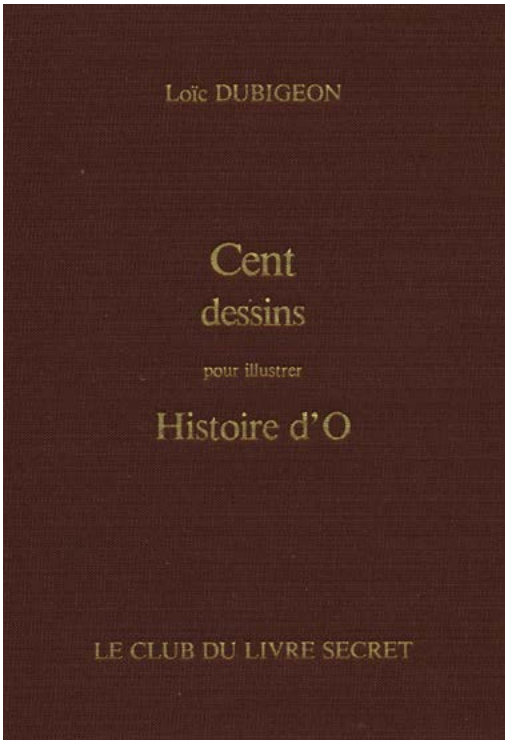 Loïc DUBIGEON
Cent
dessins
pour illustrer
Histoire d'O
LE CLUB DU LIVRE SECRET